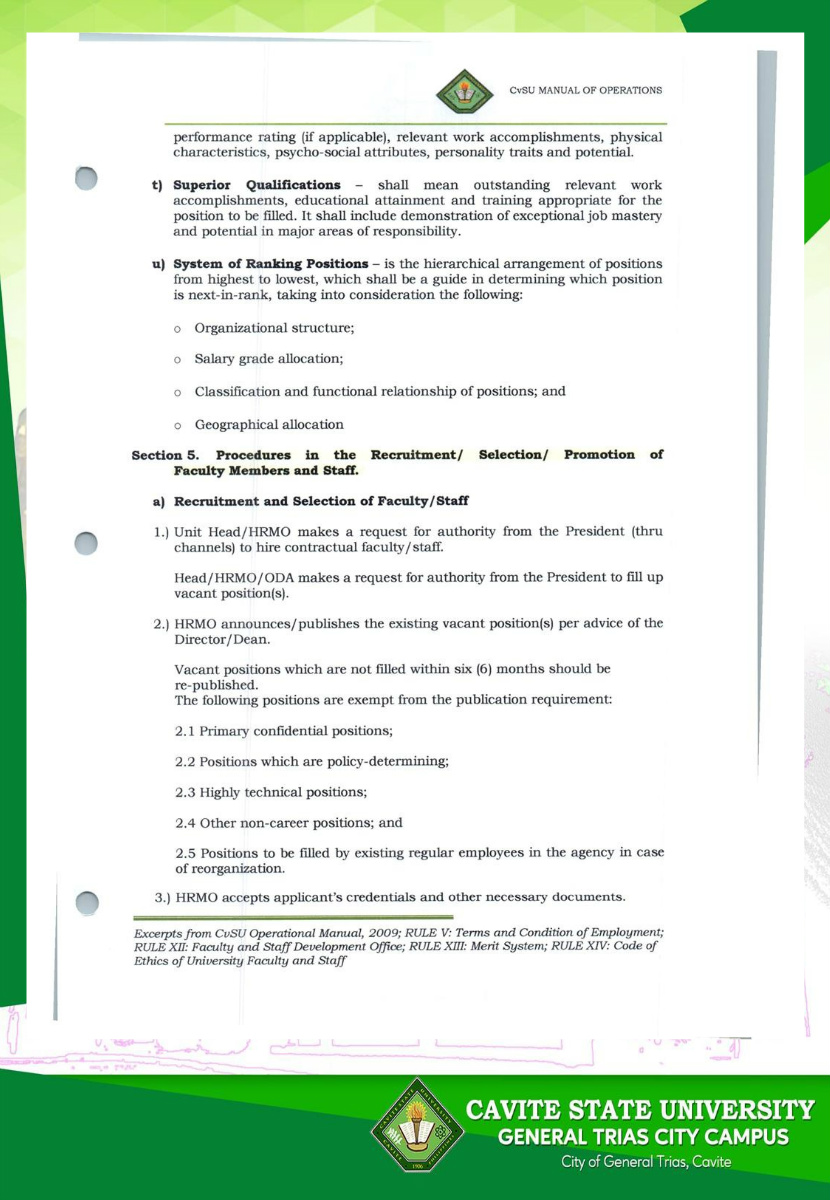 CvSU MANUAL OF OPERATIONS
performance rating (if applicable), relevant work accomplishments, physical
characteristics, psycho-social attributes, personality traits and potential.
t) Superior Qualifications – shall mean outstanding relevant work
accomplishments, educational attainment and training appropriate for the
position to be filled. It shall include demonstration of exceptional job mastery
and potential in major areas of responsibility.
u) System of Ranking Positions – is the hierarchical arrangement of positions
from highest to lowest, which shall be a guide in determining which position
is next-in-rank, taking into consideration the following:
o Organizational structure;
o Salary grade allocation;
o Classification and functional relationship of positions; and
o Geographical allocation
Section 5. Procedures in the Recruitment/ Selection/ Promotion of
Faculty Members and Staff.
a) Recruitment and Selection of Faculty/Staff
1.) Unit Head/HRMO makes a request for authority from the President (thru
channels) to hire contractual faculty/staff.
Head/HRMO/ODA makes a request for authority from the President to fill up
vacant position(s).
2.) HRMO announces/publishes the existing vacant position(s) per advice of the
Director/Dean.
Vacant positions which are not filled within six (6) months should be
re-published.
The following positions are exempt from the publication requirement:
2.1 Primary confidential positions;
2.2 Positions which are policy-determining;
2.3 Highly technical positions;
2.4 Other non-career positions; and
2.5 Positions to be filled by existing regular employees in the agency in case
of reorganization.
3.) HRMO accepts applicant's credentials and other necessary documents.
Excerpts from CvSU Operational Manual, 2009; RULE V: Terms and Condition of Employment;
RULE XII: Faculty and Staff Development Office; RULE XIII: Merit System; RULE XIV: Code of
Ethics of University Faculty and Staff
CAVITE STATE UNIVERSITY
CAVITE PHILIPPINES
1906
CAVITE STATE UNIVERSITY
GENERAL TRIAS CITY CAMPUS
City of General Trias, Cavite